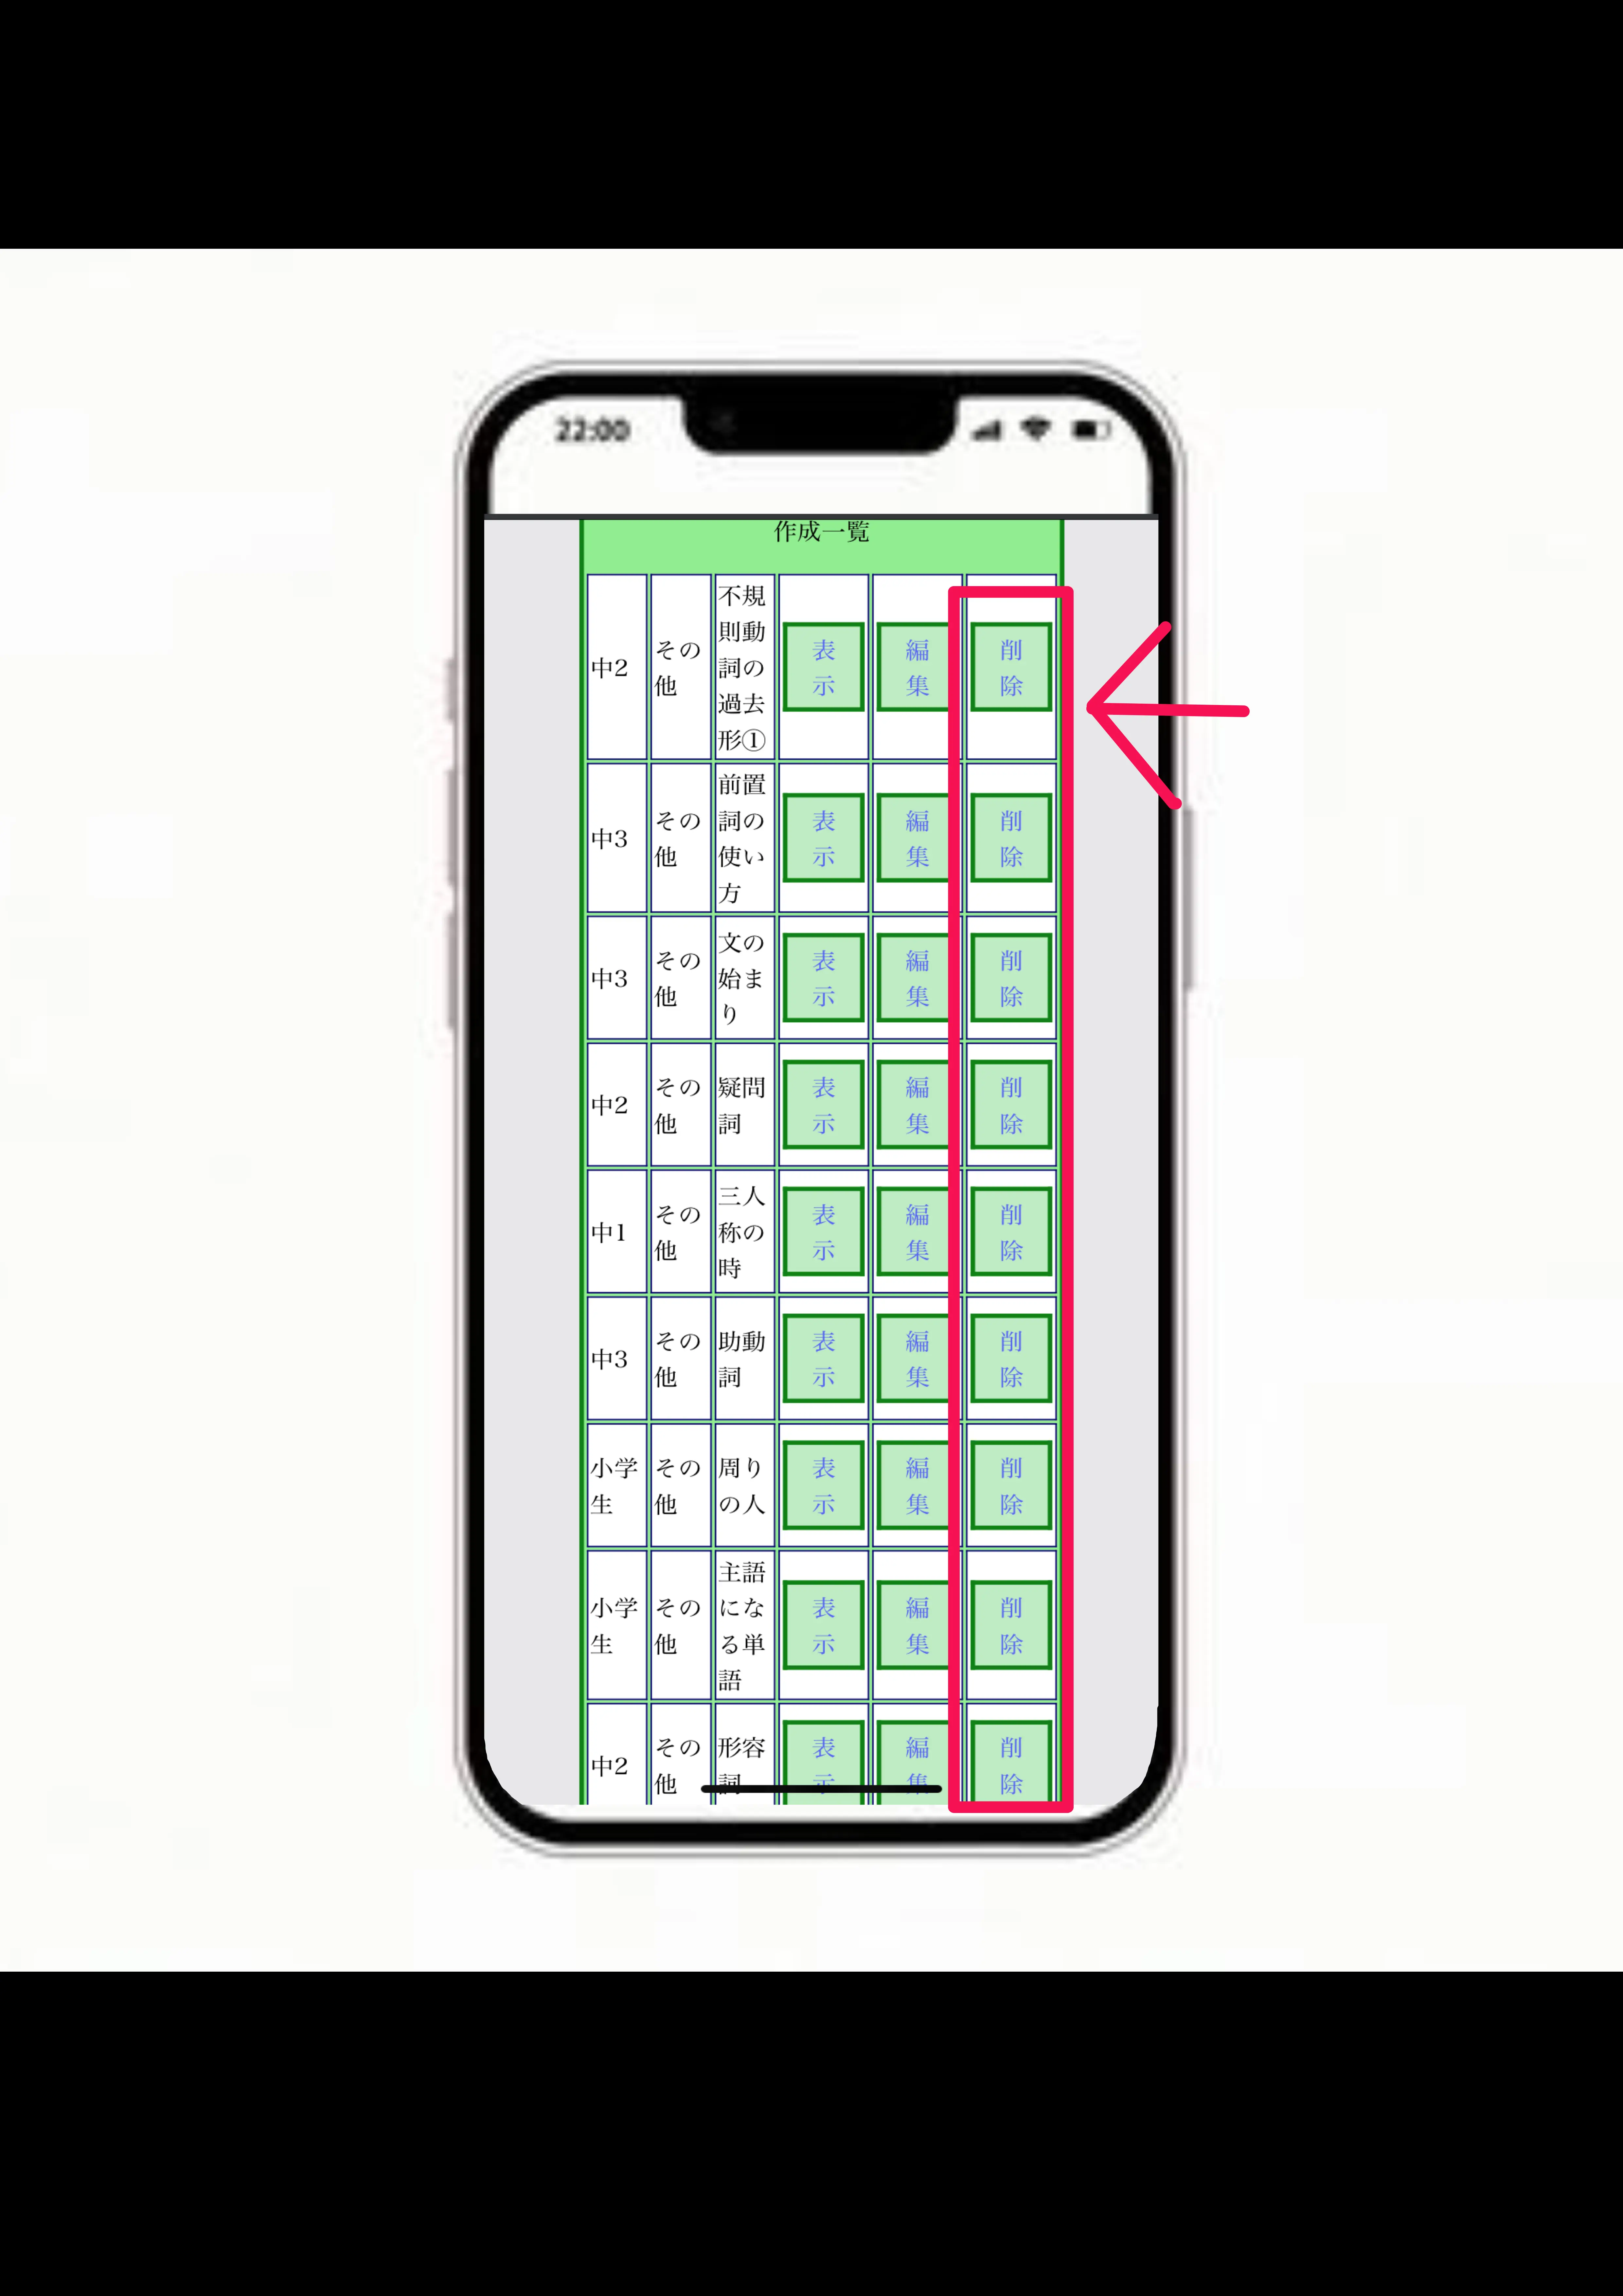 22:00
作成一覧
中2
その
他
不規
則動
詞の
過去
形①
表
示
編
集
削
除
中3
その
他
前置
詞の
使い
方
表
示
編
集
削
除
中3
その
他
文の
始ま
り
表
示
編
集
削
除
中2
その
他
疑問
詞
表
示
編
集
削
除
中1
その
他
三人
称の
時
表
示
編
集
削
除
中3
その
他
助動
詞
表
示
編
集
削
除
小学
生
その
他
周り
の人
表
示
編
集
削
除
小学
生
その
他
主語
にな
る単
語
表
示
編
集
削
除
中2
その
他
形容
詞
表
示
編
集
削
除